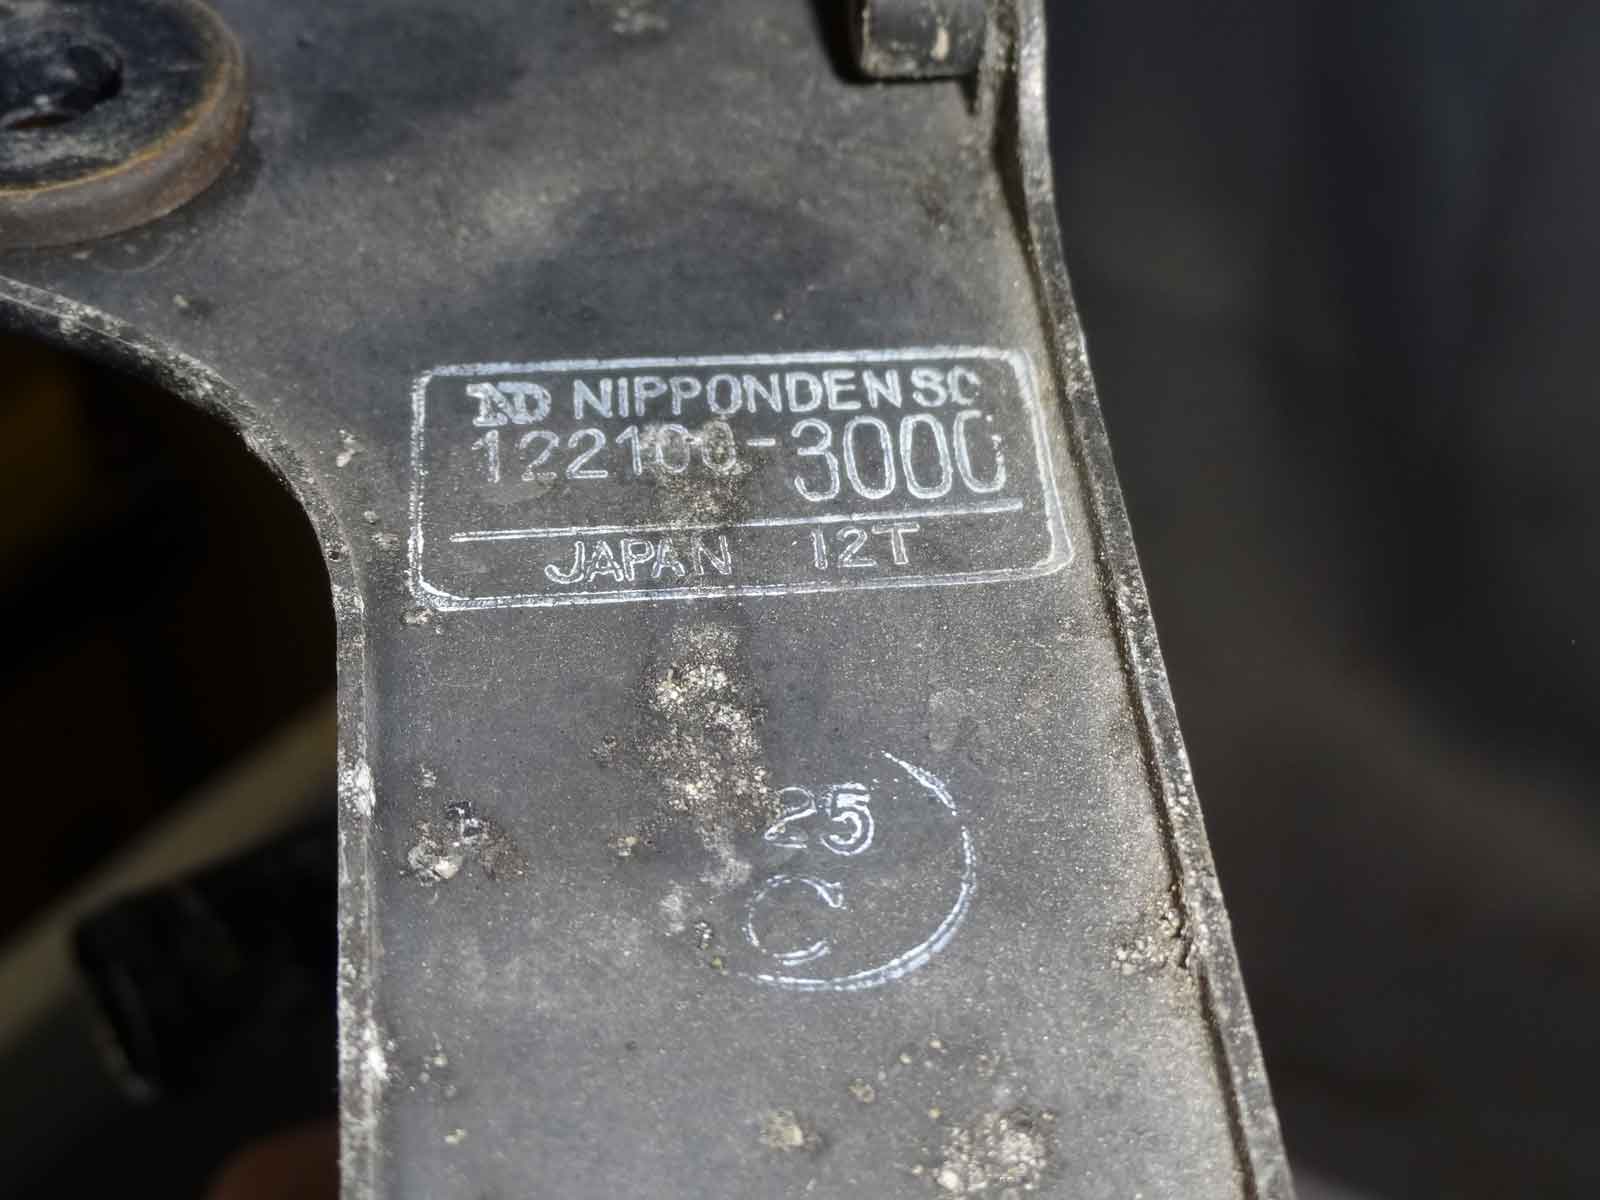 ND NIPPONDENSO
122100-3000
JAPAN 12T
25
C